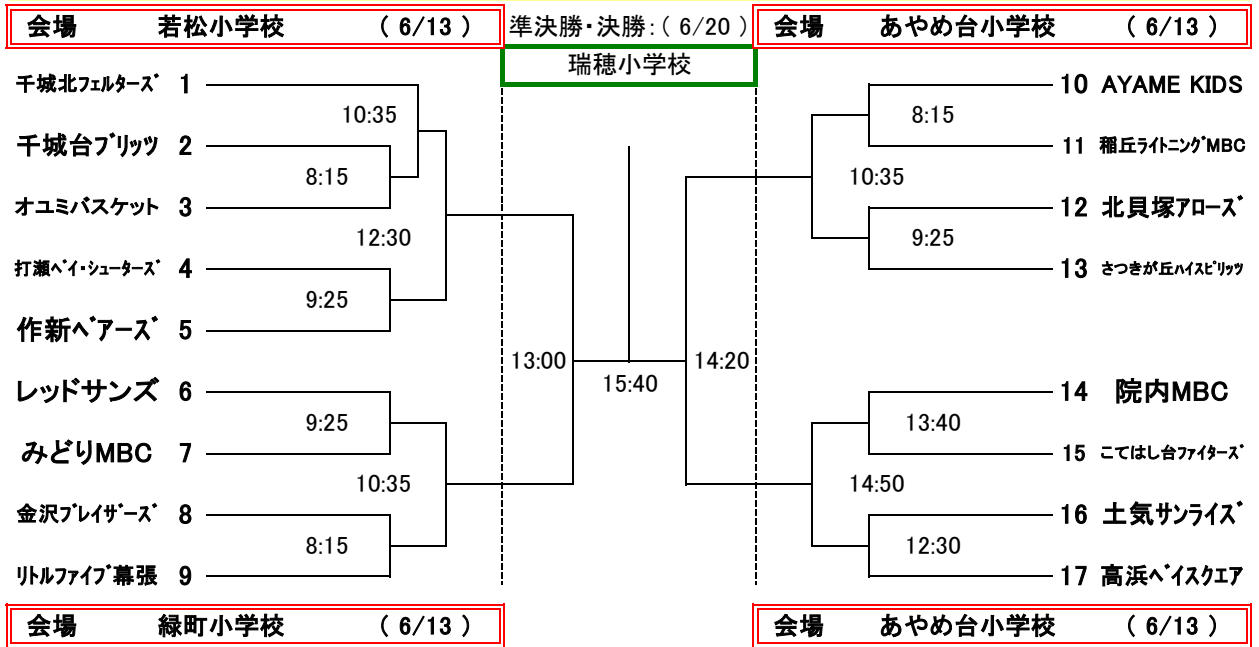 会場 若松小学校 ( 6/13 )
準決勝・決勝:( 6/20 )
会場 あやめ台小学校 ( 6/13 )
瑞穂小学校
千城北フェルターズ 1
10:35
千城台ブリッツ 2
8:15
オユミバスケット 3
12:30
打瀬ベイ・シューターズ 4
9:25
作新ベアーズ 5
レッドサンズ 6
9:25
みどりMBC 7
10:35
金沢ブレイザーズ 8
8:15
リトルファイブ幕張 9
13:00
15:40
14:20
10 AYAME KIDS
8:15
11 稲丘ライトニングMBC
10:35
12 北貝塚アローズ
9:25
13 さつきが丘ハイスピリッツ
14 院内MBC
13:40
15 こてはし台ファイターズ
14:50
16 土気サンライズ
12:30
17 高浜ベイスクエア
会場 緑町小学校 ( 6/13 )
会場 あやめ台小学校 ( 6/13 )